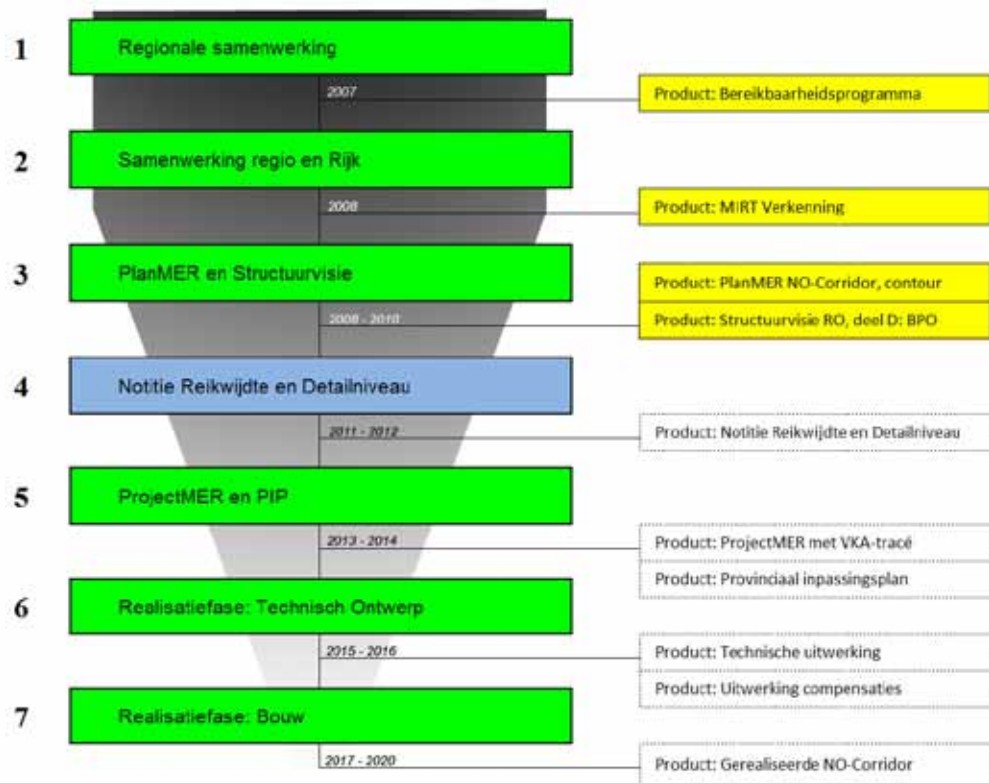 1
Regionale samenwerking
2007
Product: Bereikbaarheidsprogramma
2
Samenwerking regio en Rijk
2008
Product: MIRT Verkenning
3
PlanMER en Structuurvisie
Product: PlanMER NO-Corridor, contour
2008 - 2010
Product: Structuurvisie RO, deel D: BPO
4
Notitie Reikwijdte en Detailniveau
2011 - 2012
Product: Notitie Reikwijdte en Detailniveau
5
ProjectMER en PIP
2013 - 2014
Product: ProjectMER met VKA-tracé
Product: Provinciaal inpassingsplan
6
Realisatiefase: Technisch Ontwerp
2015 - 2016
Product: Technische uitwerking
Product: Uitwerking compensaties
7
Realisatiefase: Bouw
2017 - 2020
Product: Gerealiseerde NO-Corridor